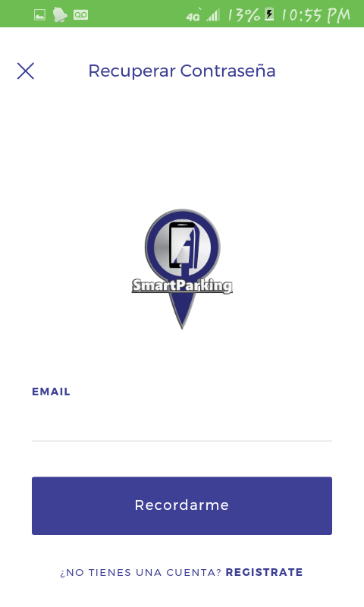 4G 13% 10:55 PM
Recuperar Contraseña
SmartParking
EMAIL
Recordarme
¿NO TIENES UNA CUENTA? REGISTRATE